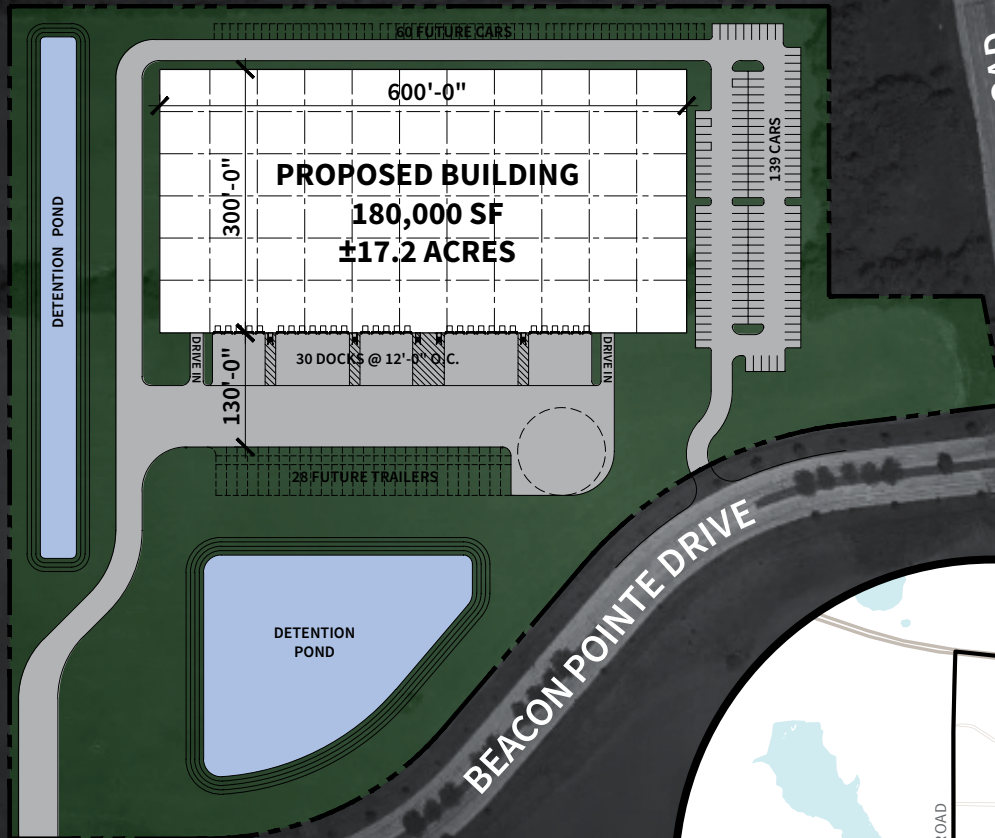 60 FUTURE CARS
600'-0"
139 CARS
PROPOSED BUILDING
180,000 SF
±17.2 ACRES
300'-0"
DETENTION POND
DRIVE IN
30 DOCKS @ 12'-0" O.C.
DRIVE IN
130'-0"
28 FUTURE TRAILERS
BEACON POINTE DRIVE
DETENTION
POND
ROAD